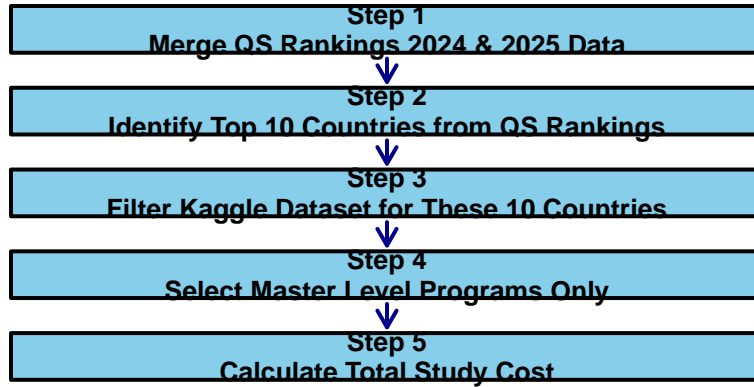 Step 1
Merge QS Rankings 2024 & 2025 Data
Step 2
Identify Top 10 Countries from QS Rankings
Step 3
Filter Kaggle Dataset for These 10 Countries
Step 4
Select Master Level Programs Only
Step 5
Calculate Total Study Cost